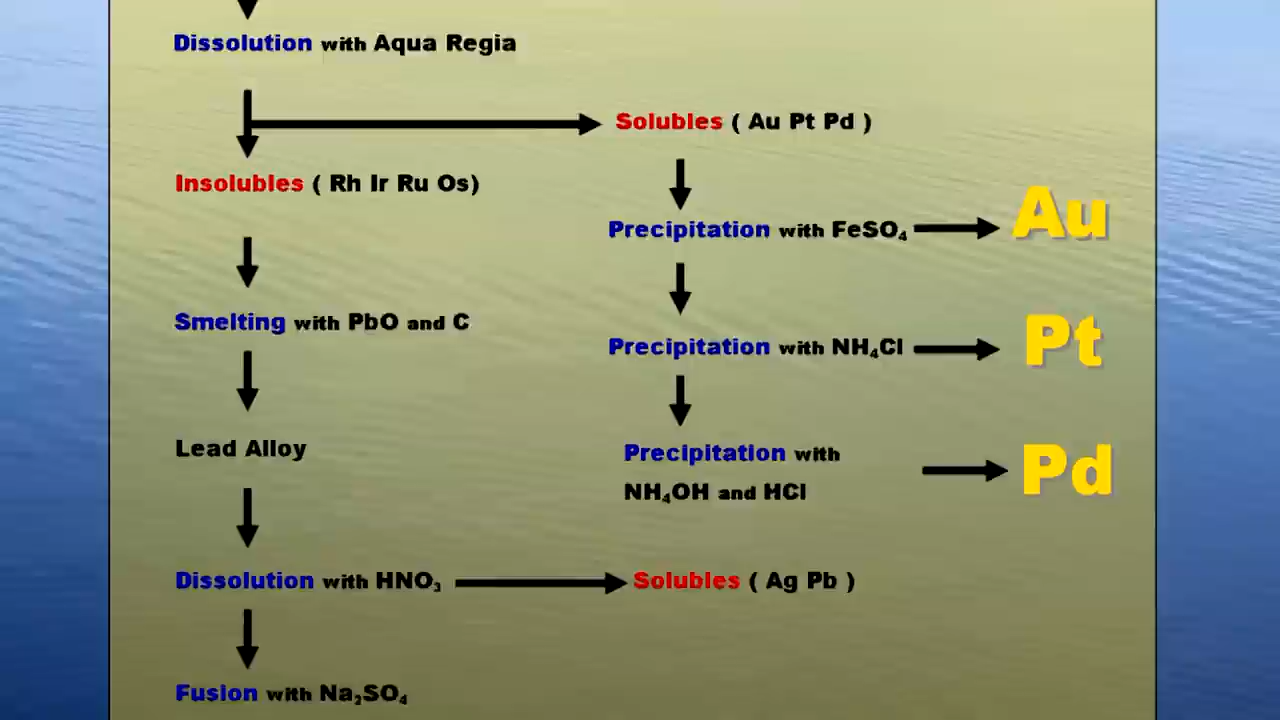 Dissolution with Aqua Regia
Solubles ( Au Pt Pd )
Insolubles ( Rh Ir Ru Os)
Au
Precipitation with FeSO₄
Smelting with PbO and C
Pt
Precipitation with NH₄Cl
Lead Alloy
Precipitation with
NH₄OH and HCl
Pd
Dissolution with HNO₃
Solubles ( Ag Pb )
Fusion with Na₂SO₄